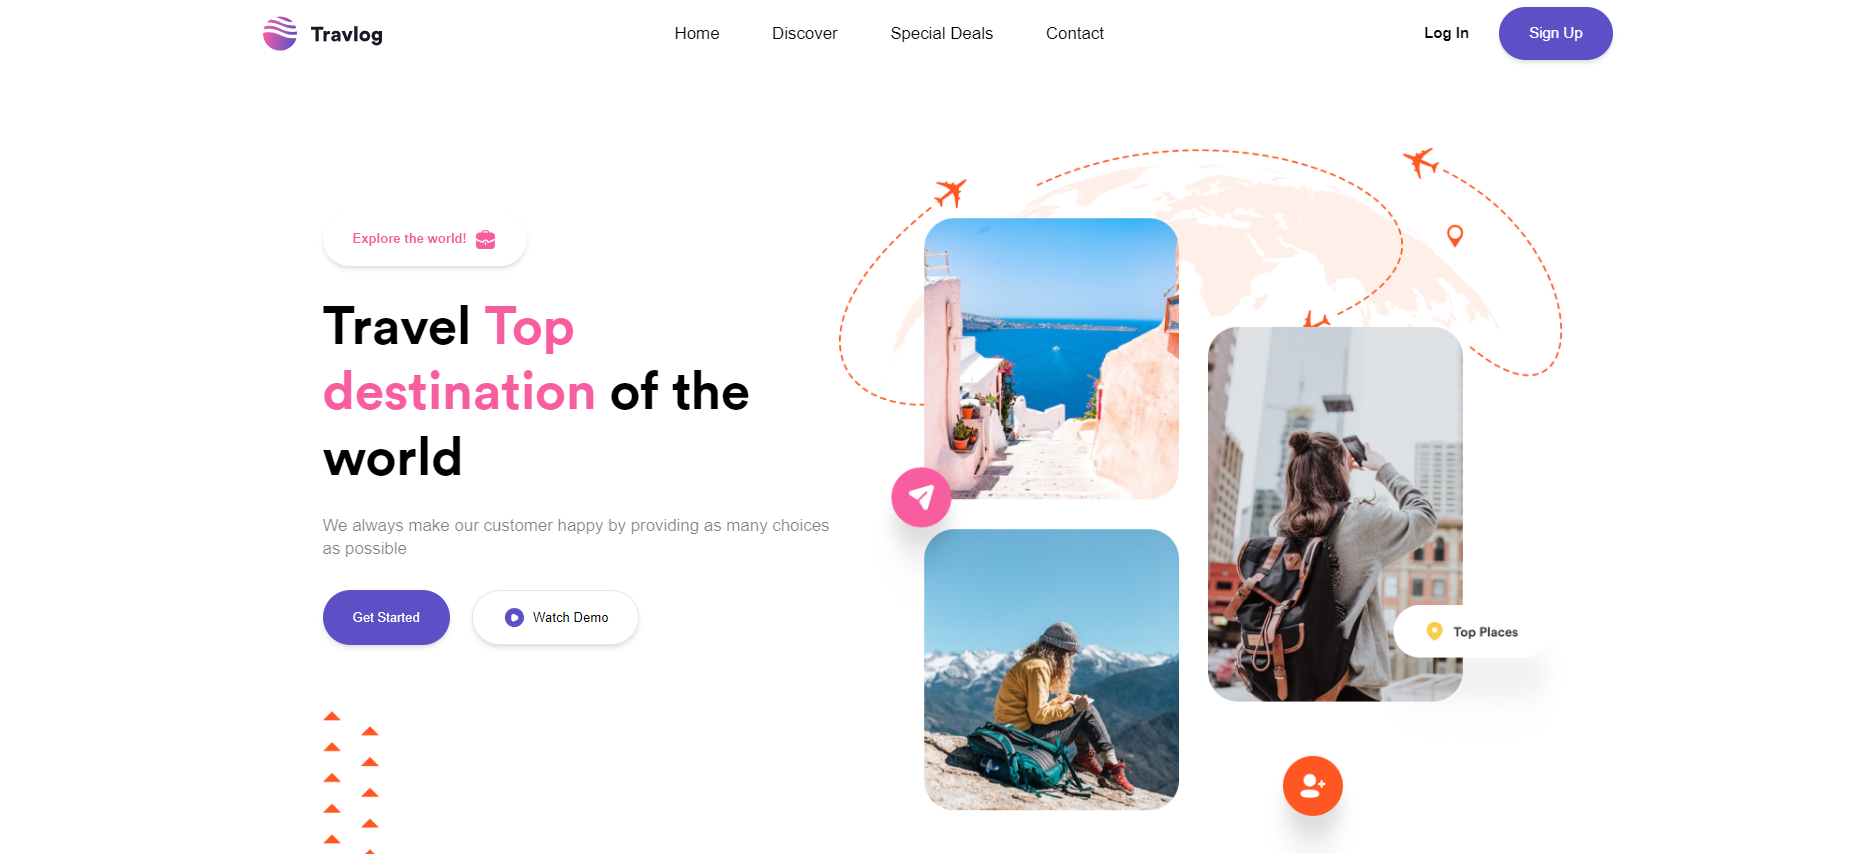 Travlog
Home
Discover
Special Deals
Contact
Log In
Sign Up
Explore the world!
Travel Top
destination of the
world
We always make our customer happy by providing as many choices
as possible
Get Started
Watch Demo
Top Places